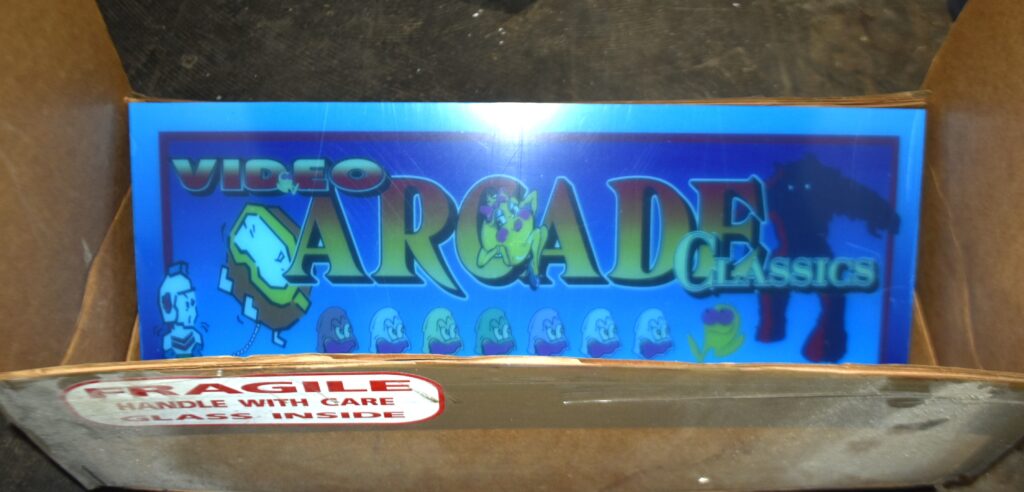 VIDEO
ARCADE
CLASSICS
FRAGILE
HANDLE WITH CARE
GLASS INSIDE